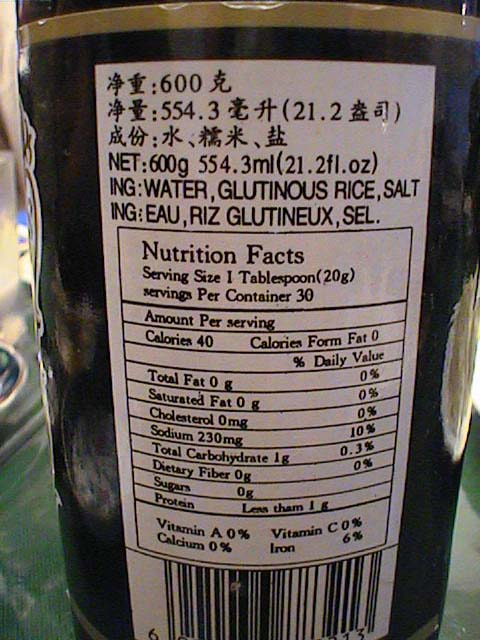 净重:600 克
净量:554.3 毫升(21.2 盎司)
成份:水、糯米、盐
NET:600g 554.3ml(21.2fl.oz)
ING:WATER,GLUTINOUS RICE,SALT
ING:EAU,RIZ GLUTINEUX,SEL.
Nutrition Facts
Serving Size 1 Tablespoon(20g)
servings Per Container 30
Amount Per serving
Calories 40 Calories Form Fat 0
% Daily Value
Total Fat 0 g 0%
Saturated Fat 0 g 0%
Cholesterol 0mg 0%
Sodium 230mg 10%
Total Carbohydrate 1g 0.3%
Dietary Fiber 0g 0%
Sugars 0g
Protein Less tham 1 g
Vitamin A 0% Vitamin C 0%
Calcium 0% Iron 6%
6